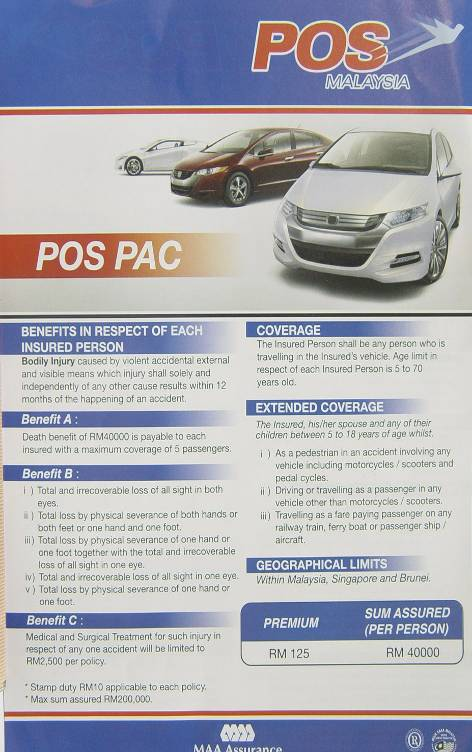 POS
MALAYSIA
POS PAC
BENEFITS IN RESPECT OF EACH
INSURED PERSON
Bodily Injury caused by violent accidental external
and visible means which injury shall solely and
independently of any other cause results within 12
months of the happening of an accident.
Benefit A :
Death benefit of RM40000 is payable to each
insured with a maximum coverage of 5 passengers.
Benefit B :
i ) Total and irrecoverable loss of all sight in both
eyes.
ii ) Total loss by physical severance of both hands or
both feet or one hand and one foot.
iii) Total loss by physical severance of one hand or
one foot together with the total and irrecoverable
loss of all sight in one eye.
iv) Total and irrecoverable loss of all sight in one eye.
v ) Total loss by physical severance of one hand or
one foot.
Benefit C :
Medical and Surgical Treatment for such injury in
respect of any one accident will be limited to
RM2,500 per policy.
* Stamp duty RM10 applicable to each policy.
* Max sum assured RM200,000.
COVERAGE
The Insured Person shall be any person who is
travelling in the Insured's vehicle. Age limit in
respect of each Insured Person is 5 to 70
years old.
EXTENDED COVERAGE
The Insured, his/her spouse and any of their
children between 5 to 18 years of age whilst.
i ) As a pedestrian in an accident involving any
vehicle including motorcycles / scooters and
pedal cycles.
ii ) Driving or travelling as a passenger in any
vehicle other than motorcycles / scooters.
iii) Travelling as a fare paying passenger on any
railway train, ferry boat or passenger ship /
aircraft.
GEOGRAPHICAL LIMITS
Within Malaysia, Singapore and Brunei.
PREMIUM
SUM ASSURED
(PER PERSON)
RM 125
RM 40000
MAA Assurance